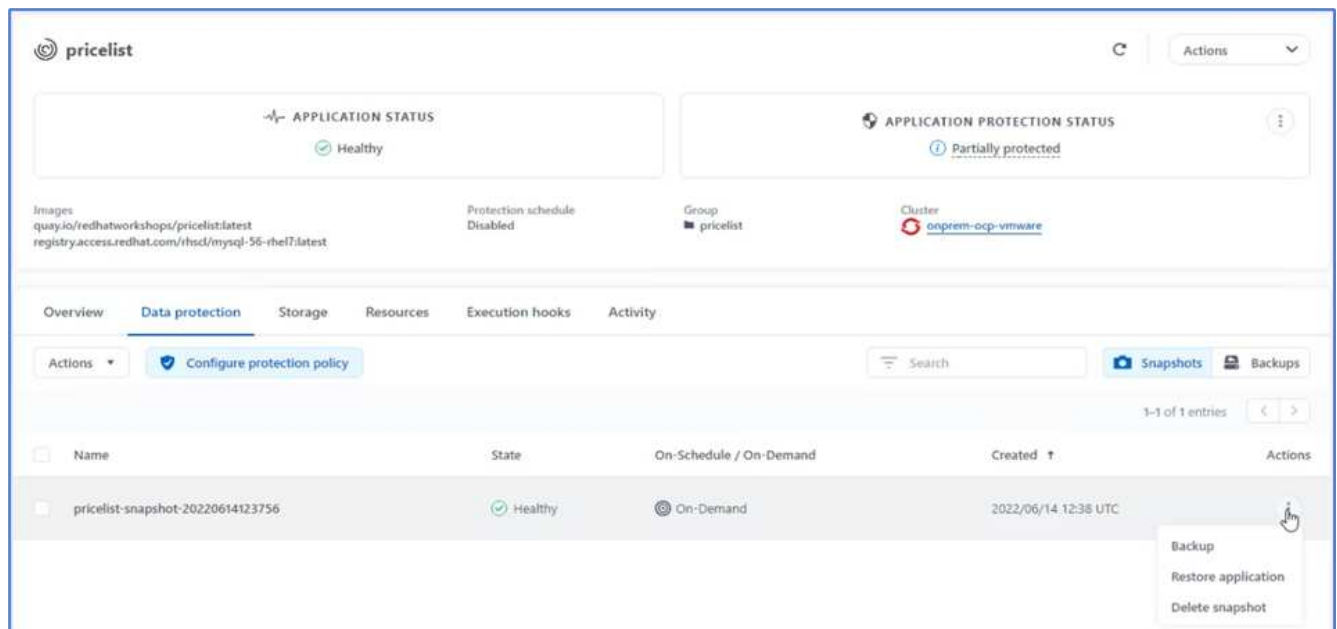 pricelist
Actions
APPLICATION STATUS
Healthy
APPLICATION PROTECTION STATUS
Partially protected
Images
quay.io/redhatworkshops/pricelist:latest
registry.access.redhat.com/rhscl/mysql-56-rhel7:latest
Protection schedule
Disabled
Group
pricelist
Cluster
onprem-ocp-vmware
Overview Data protection Storage Resources Execution hooks Activity
Actions Configure protection policy Search Snapshots Backups
1–1 of 1 entries
Name State On-Schedule / On-Demand Created ↑ Actions
pricelist-snapshot-20220614123756 Healthy On-Demand 2022/06/14 12:38 UTC
Backup
Restore application
Delete snapshot